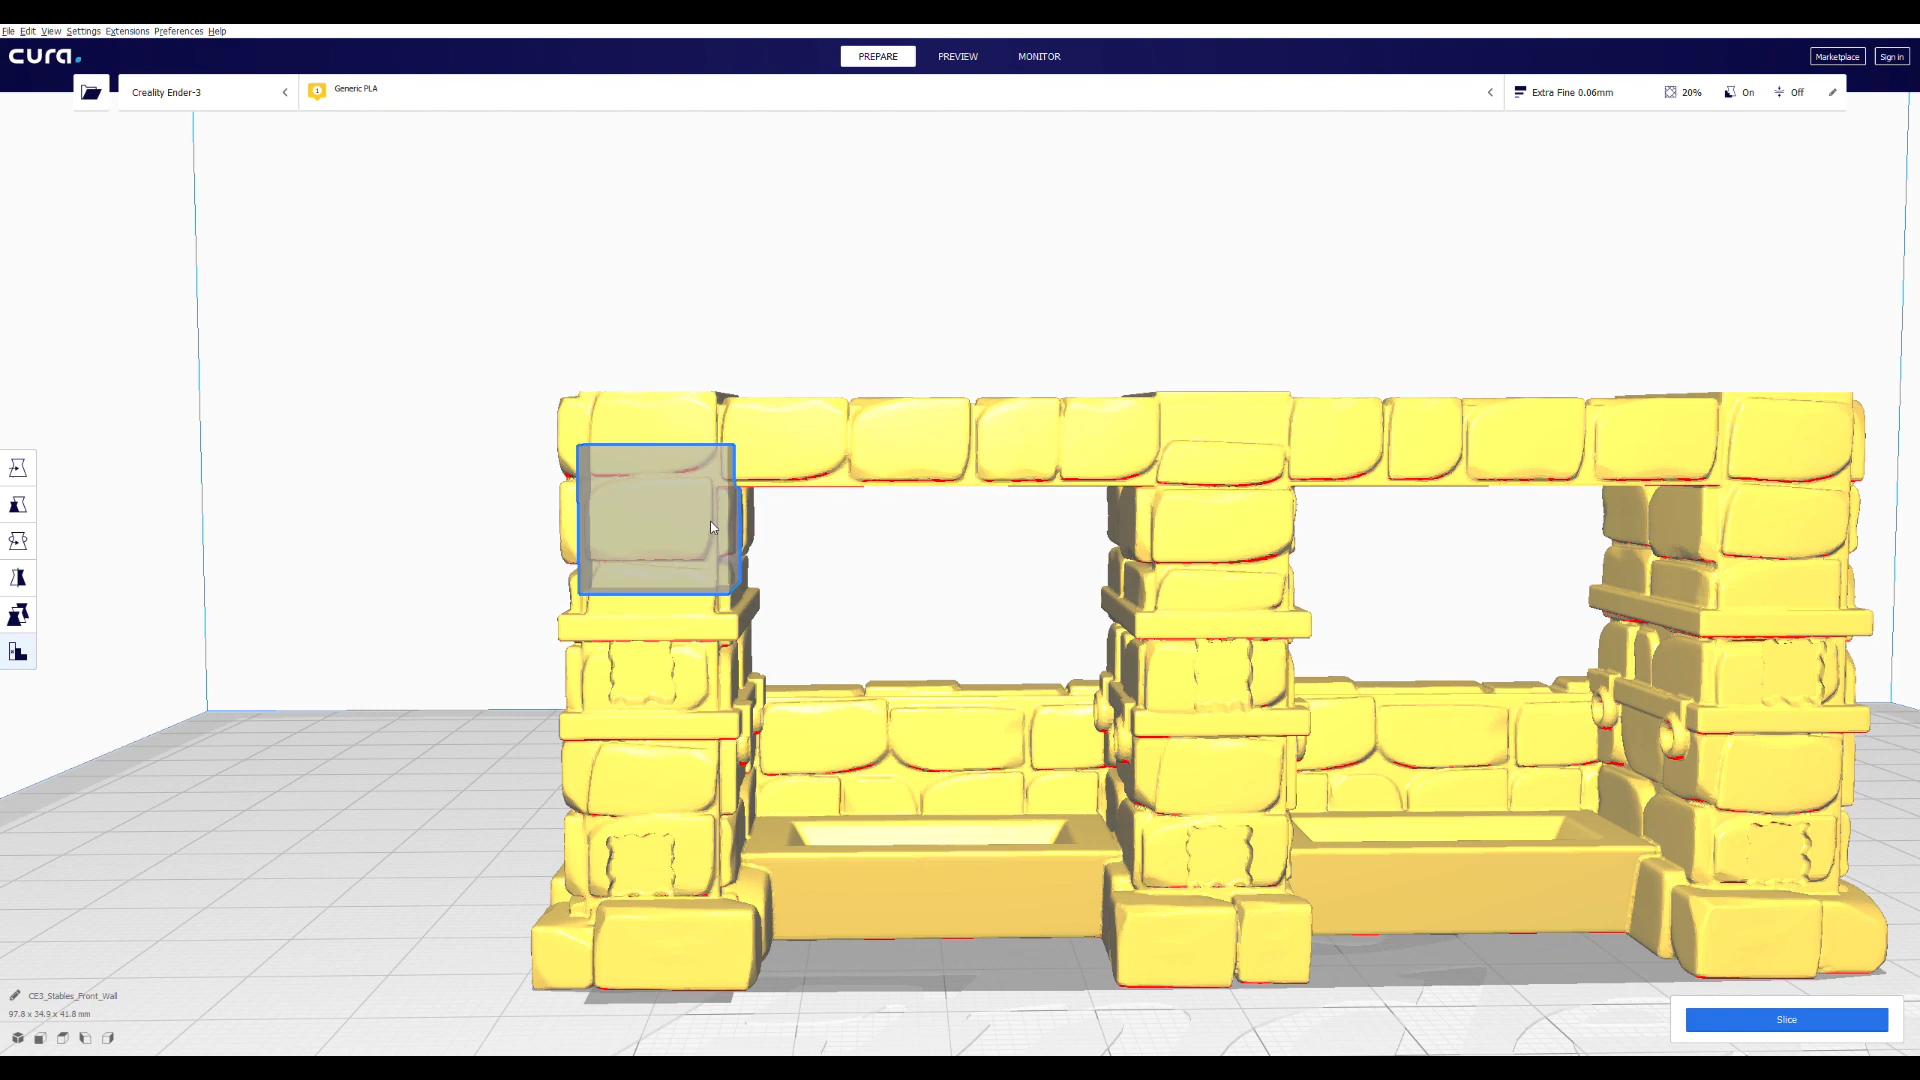 File Edit View Settings Extensions Preferences Help
cura.
PREPARE PREVIEW MONITOR
Marketplace Sign in
Creality Ender-3 1 Generic PLA Extra Fine 0.06mm 20% On Off
CE3_Stables_Front_Wall
97.8 x 34.9 x 41.8 mm
Slice